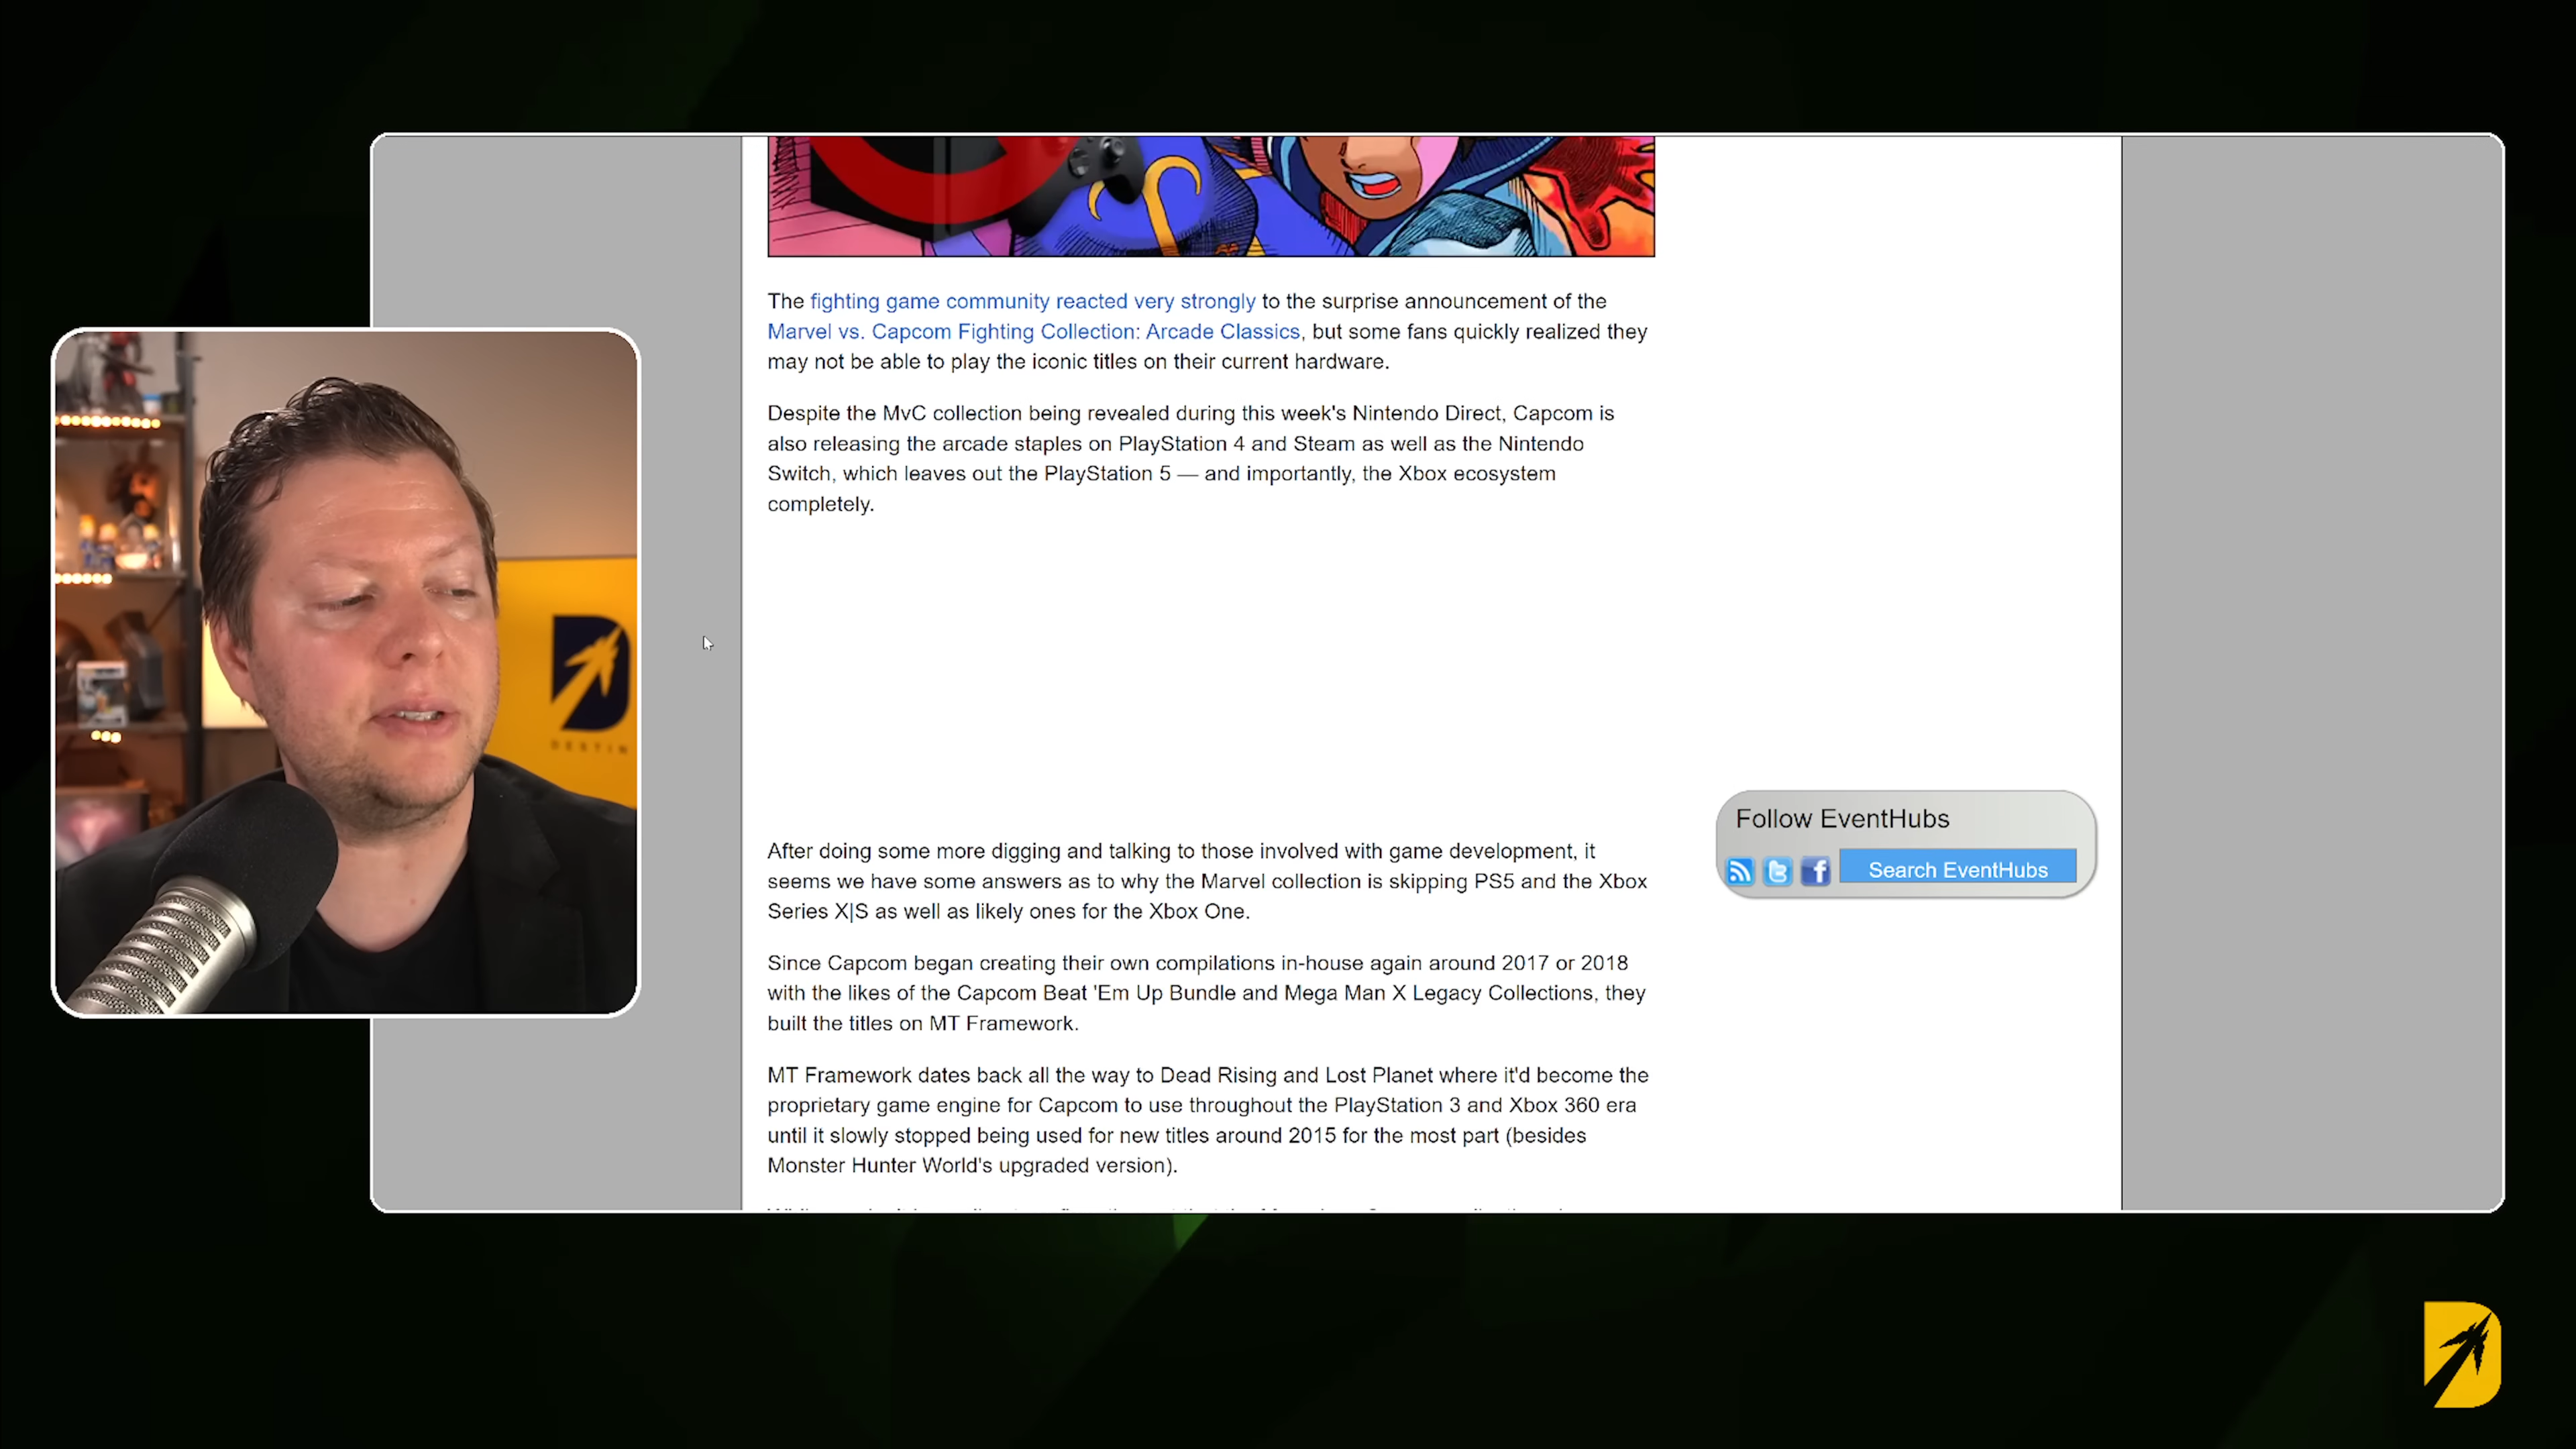 The fighting game community reacted very strongly to the surprise announcement of the
Marvel vs. Capcom Fighting Collection: Arcade Classics, but some fans quickly realized they
may not be able to play the iconic titles on their current hardware.
Despite the MvC collection being revealed during this week's Nintendo Direct, Capcom is
also releasing the arcade staples on PlayStation 4 and Steam as well as the Nintendo
Switch, which leaves out the PlayStation 5 — and importantly, the Xbox ecosystem
completely.
After doing some more digging and talking to those involved with game development, it
seems we have some answers as to why the Marvel collection is skipping PS5 and the Xbox
Series X|S as well as likely ones for the Xbox One.
Since Capcom began creating their own compilations in-house again around 2017 or 2018
with the likes of the Capcom Beat 'Em Up Bundle and Mega Man X Legacy Collections, they
built the titles on MT Framework.
MT Framework dates back all the way to Dead Rising and Lost Planet where it'd become the
proprietary game engine for Capcom to use throughout the PlayStation 3 and Xbox 360 era
until it slowly stopped being used for new titles around 2015 for the most part (besides
Monster Hunter World's upgraded version).
Follow EventHubs
Search EventHubs
D
DESTIN